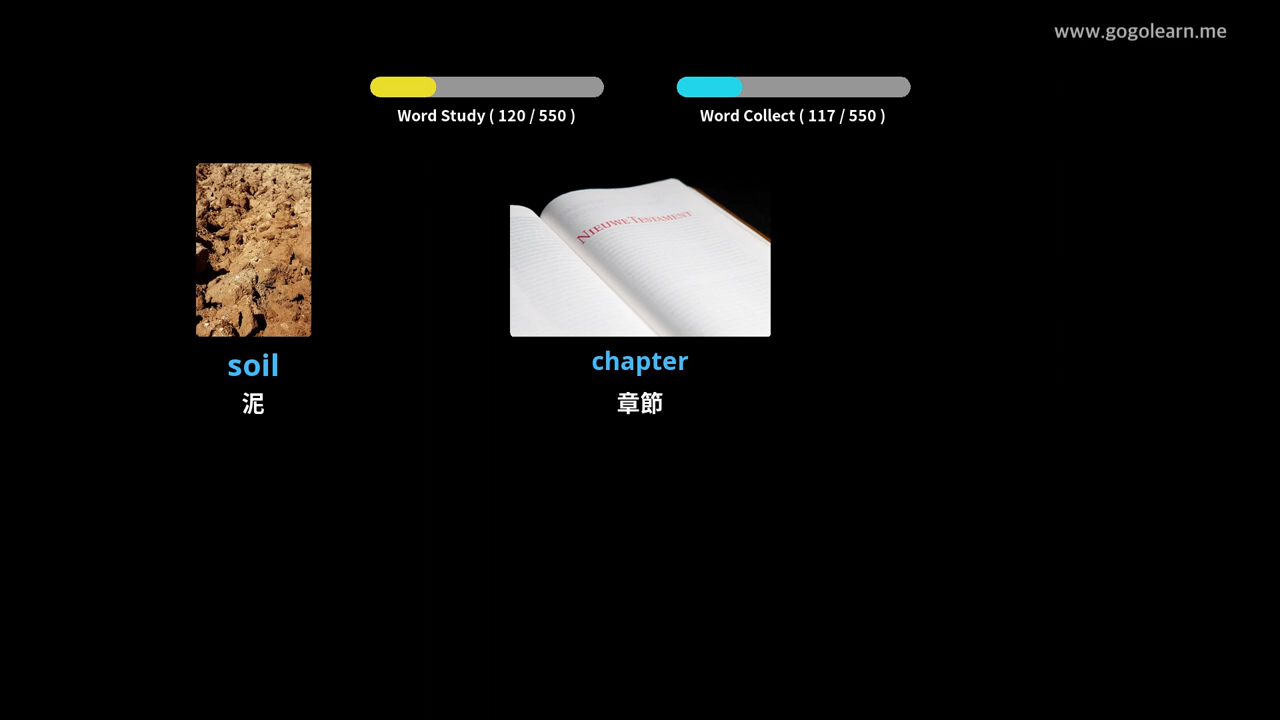 www.gogolearn.me
Word Study ( 120 / 550 )
Word Collect ( 117 / 550 )
NIEUWE TESTAMENT
soil
泥
chapter
章節